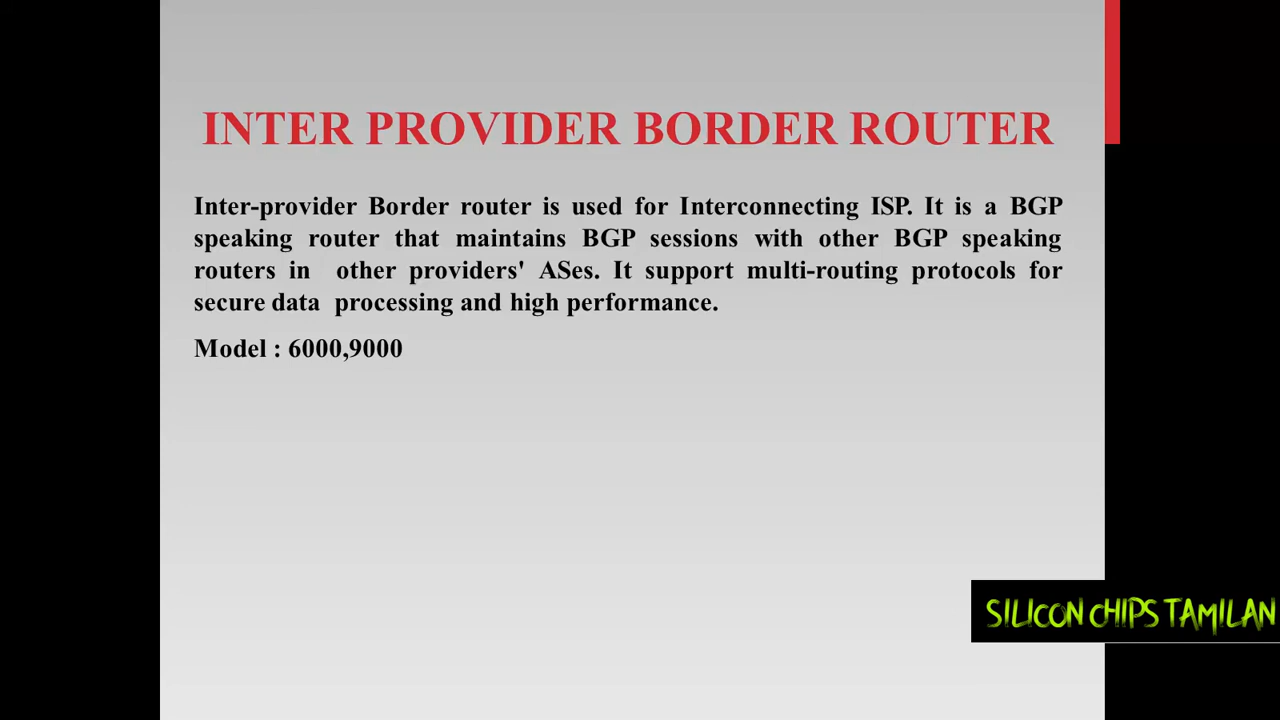 INTER PROVIDER BORDER ROUTER
Inter-provider Border router is used for Interconnecting ISP. It is a BGP
speaking router that maintains BGP sessions with other BGP speaking
routers in other providers' ASes. It support multi-routing protocols for
secure data processing and high performance.
Model : 6000,9000
SILICON CHIPS TAMILAN